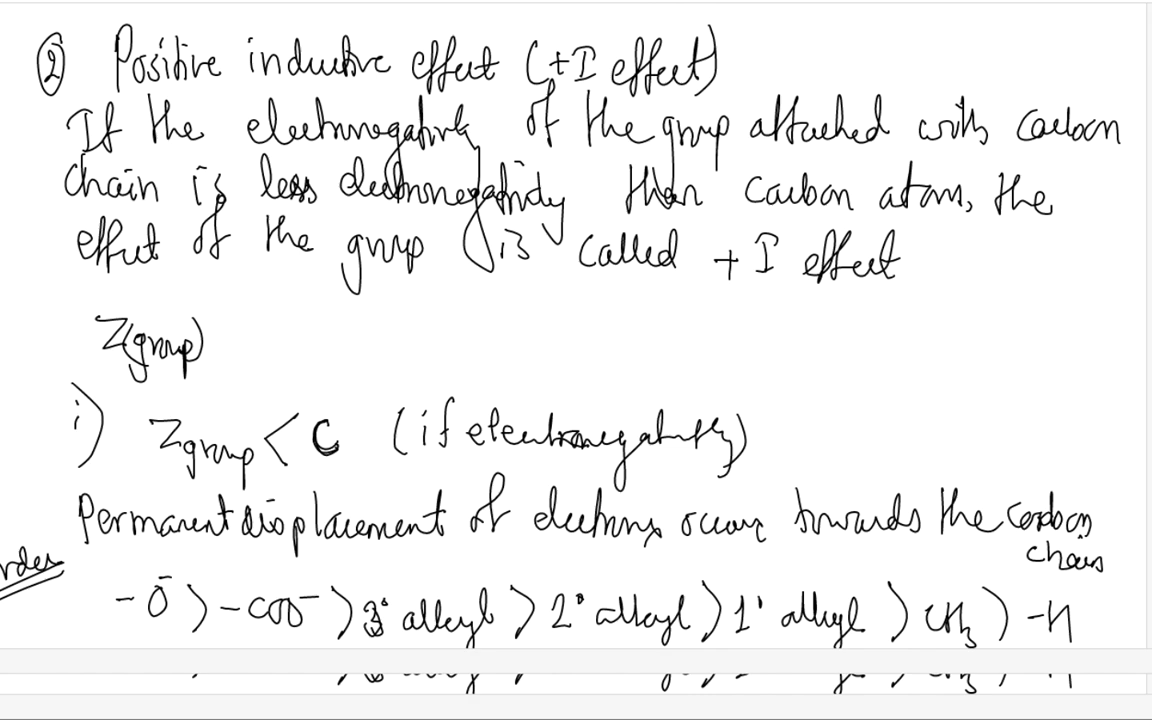 ② Positive inductive effect (+I effect)
If the electronegativity of the group attached with carbon
chain is less electronegativity than carbon atom, the
effect of the group is called +I effect
Z(group)
i) Zgroup < C (if electronegativity)
Permanent displacement of electrons occur towards the carbon
chain
order
-O⁻ > -COO⁻ > 3° alkyl > 2° alkyl > 1° alkyl > CH₃ > -H